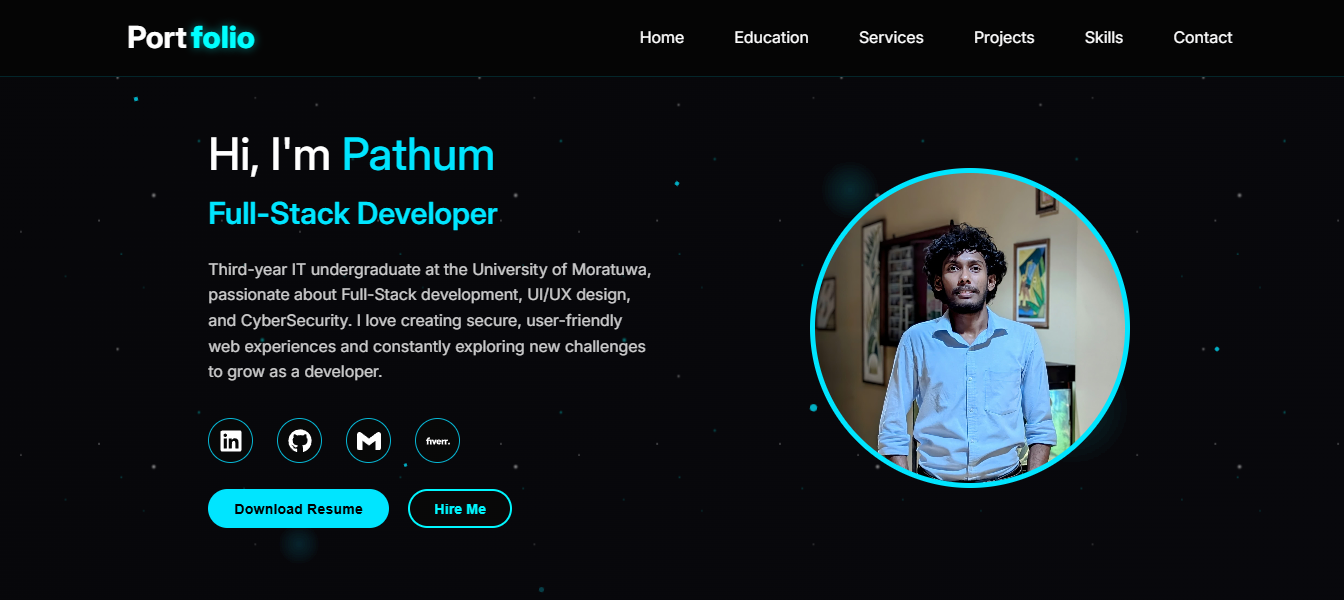 Portfolio
Home Education Services Projects Skills Contact
Hi, I'm Pathum
Full-Stack Developer
Third-year IT undergraduate at the University of Moratuwa,
passionate about Full-Stack development, UI/UX design,
and CyberSecurity. I love creating secure, user-friendly
web experiences and constantly exploring new challenges
to grow as a developer.
in
fiverr.
Download Resume
Hire Me